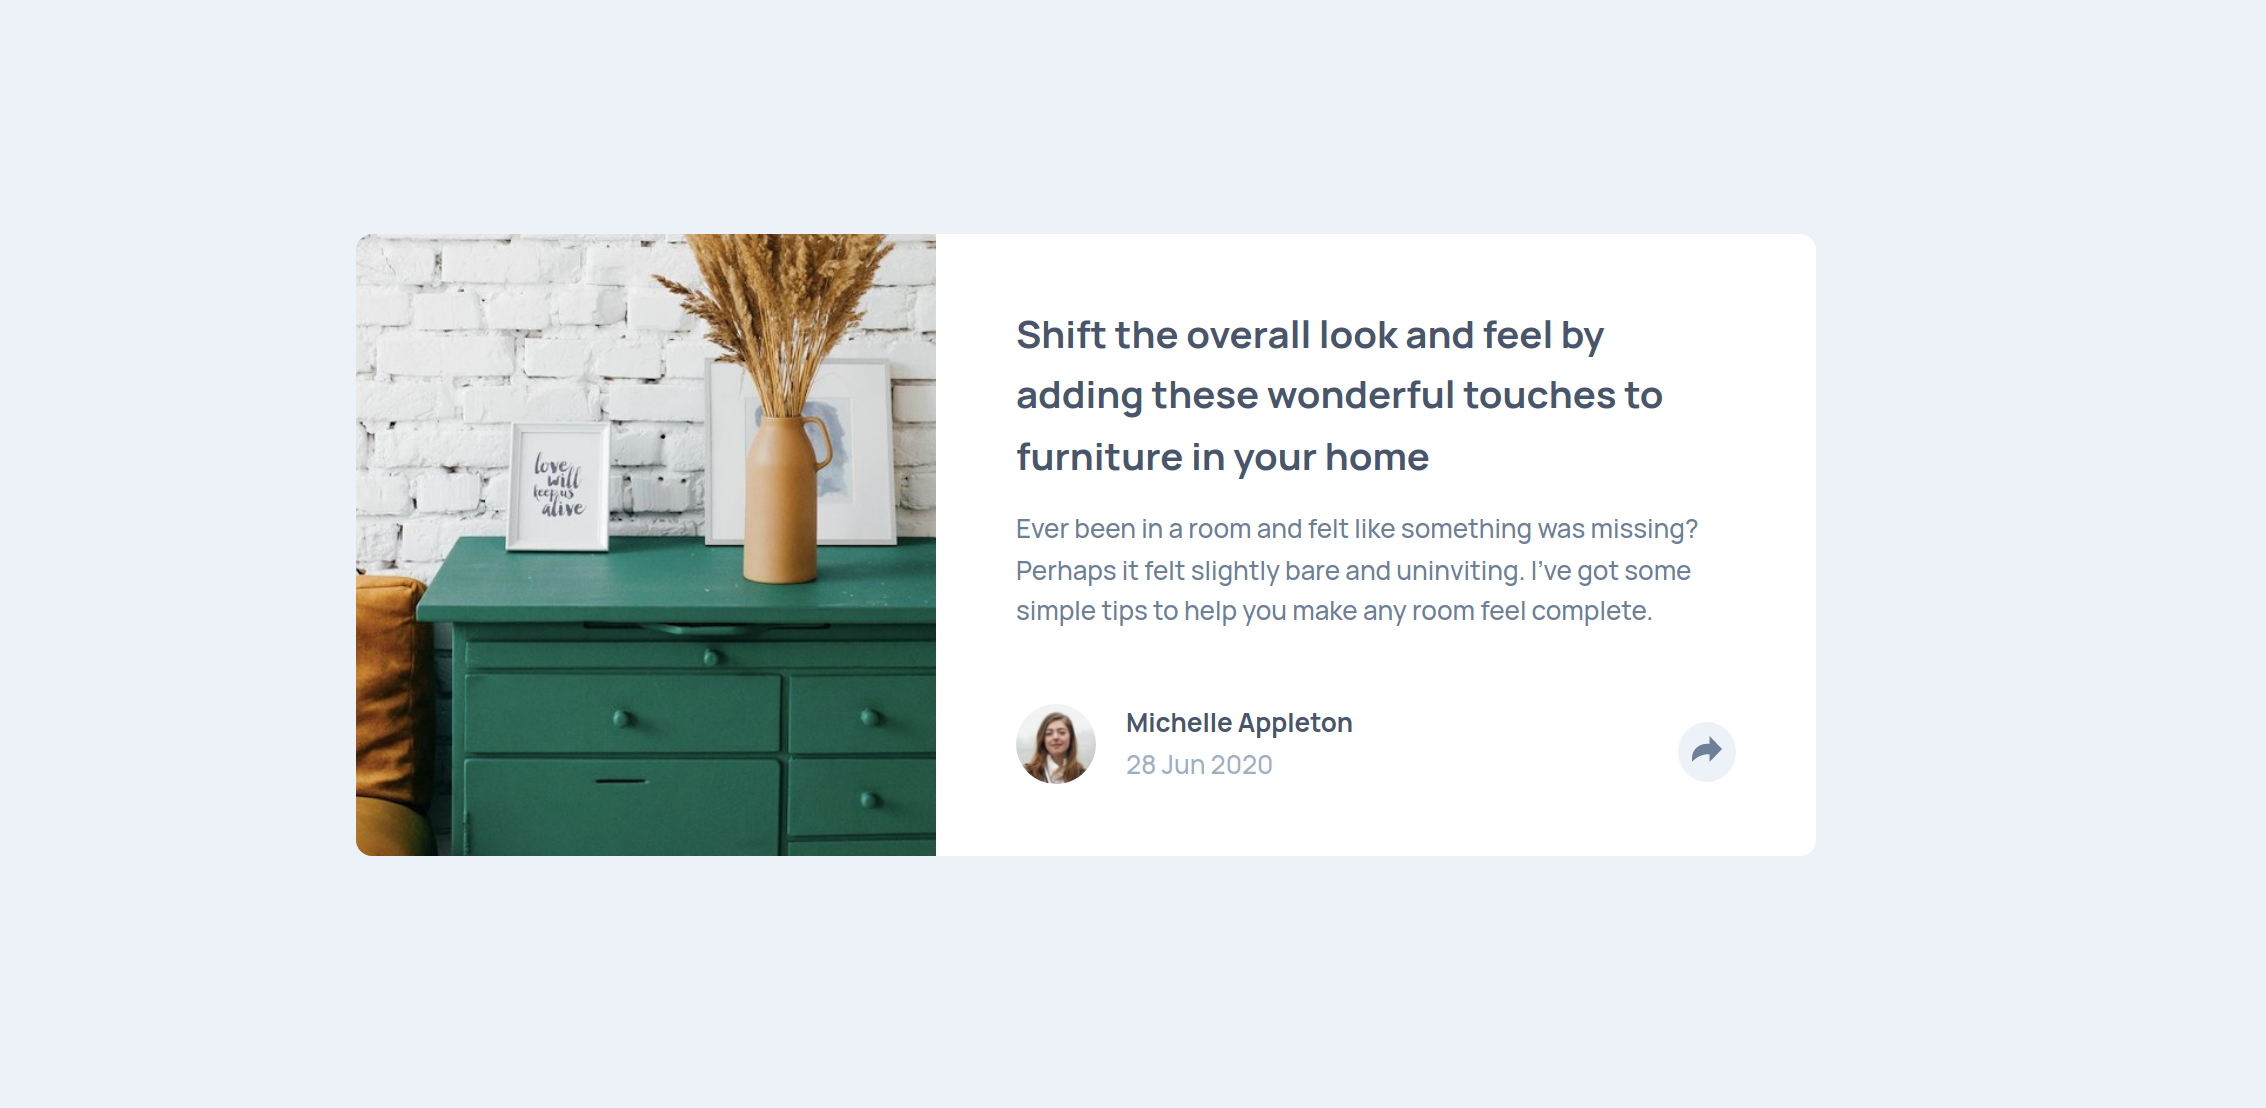 love
will
keep us
alive
Shift the overall look and feel by
adding these wonderful touches to
furniture in your home
Ever been in a room and felt like something was missing?
Perhaps it felt slightly bare and uninviting. I’ve got some
simple tips to help you make any room feel complete.
Michelle Appleton
28 Jun 2020